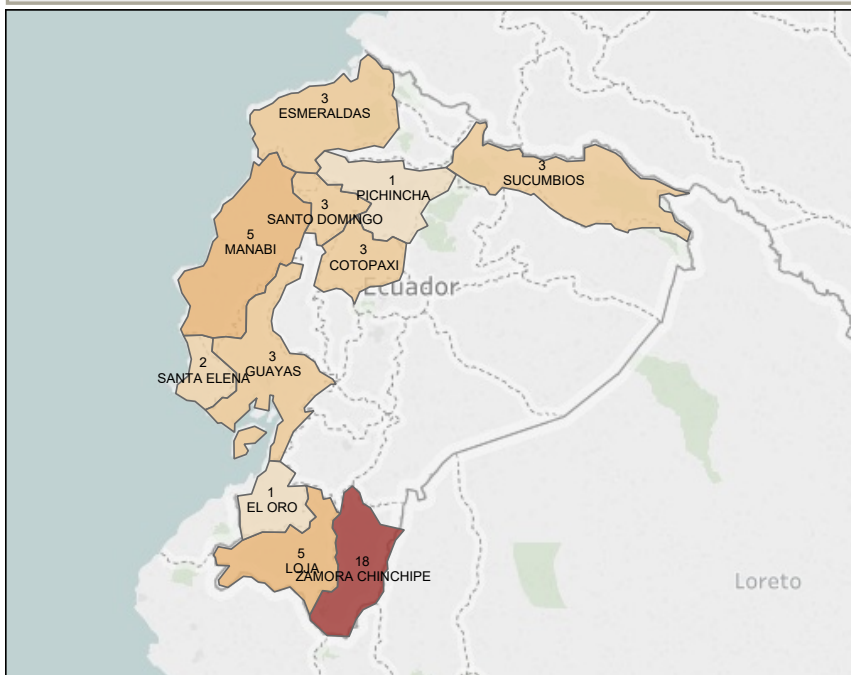 3
ESMERALDAS
3
SUCUMBIOS
1
PICHINCHA
3
SANTO DOMINGO
5
MANABI
3
COTOPAXI
Ecuador
2
SANTA ELENA
3
GUAYAS
1
EL ORO
5
LOJA
18
ZAMORA CHINCHIPE
Loreto